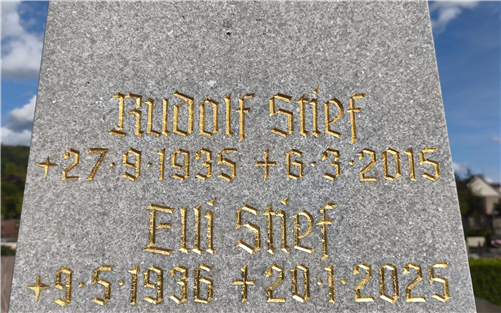 Rudolf Stief
+27·9·1935 +6·3·2015
Elli Stief
+9·5·1936 +20·1·2025